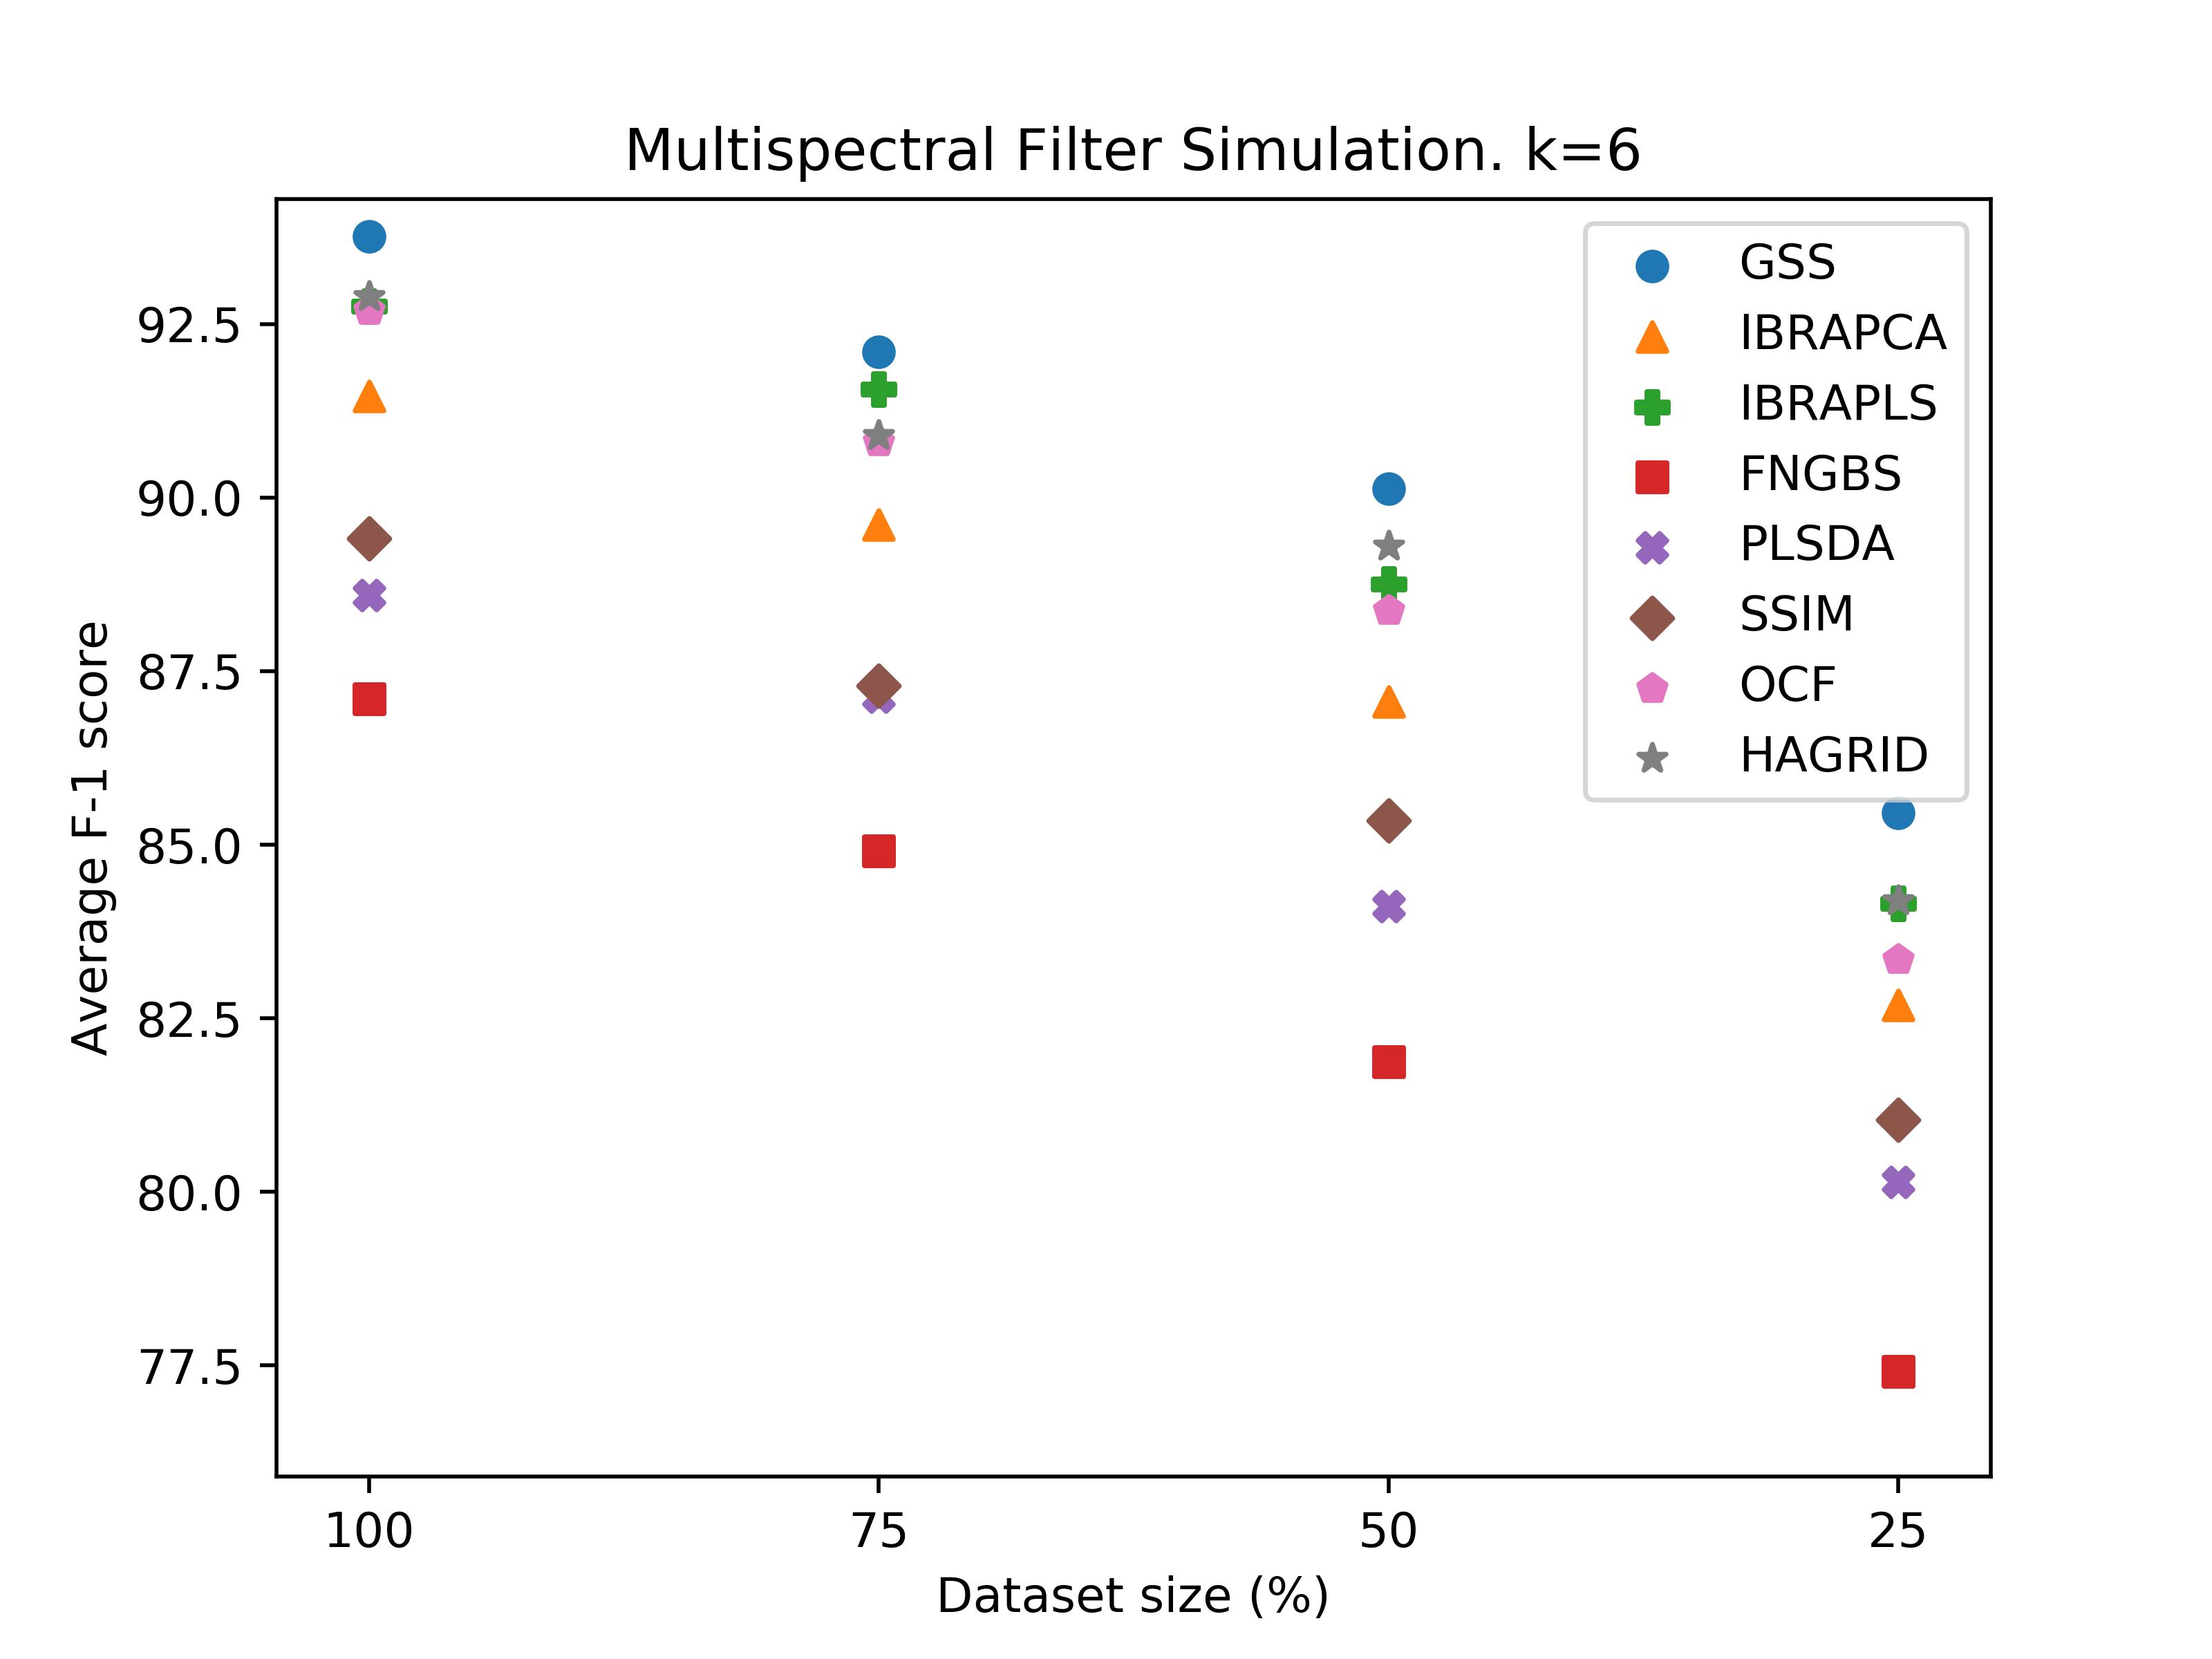 Multispectral Filter Simulation. k=6
Average F-1 score
92.5
90.0
87.5
85.0
82.5
80.0
77.5
GSS
IBRAPCA
IBRAPLS
FNGBS
PLSDA
SSIM
OCF
HAGRID
100 75 50 25
Dataset size (%)